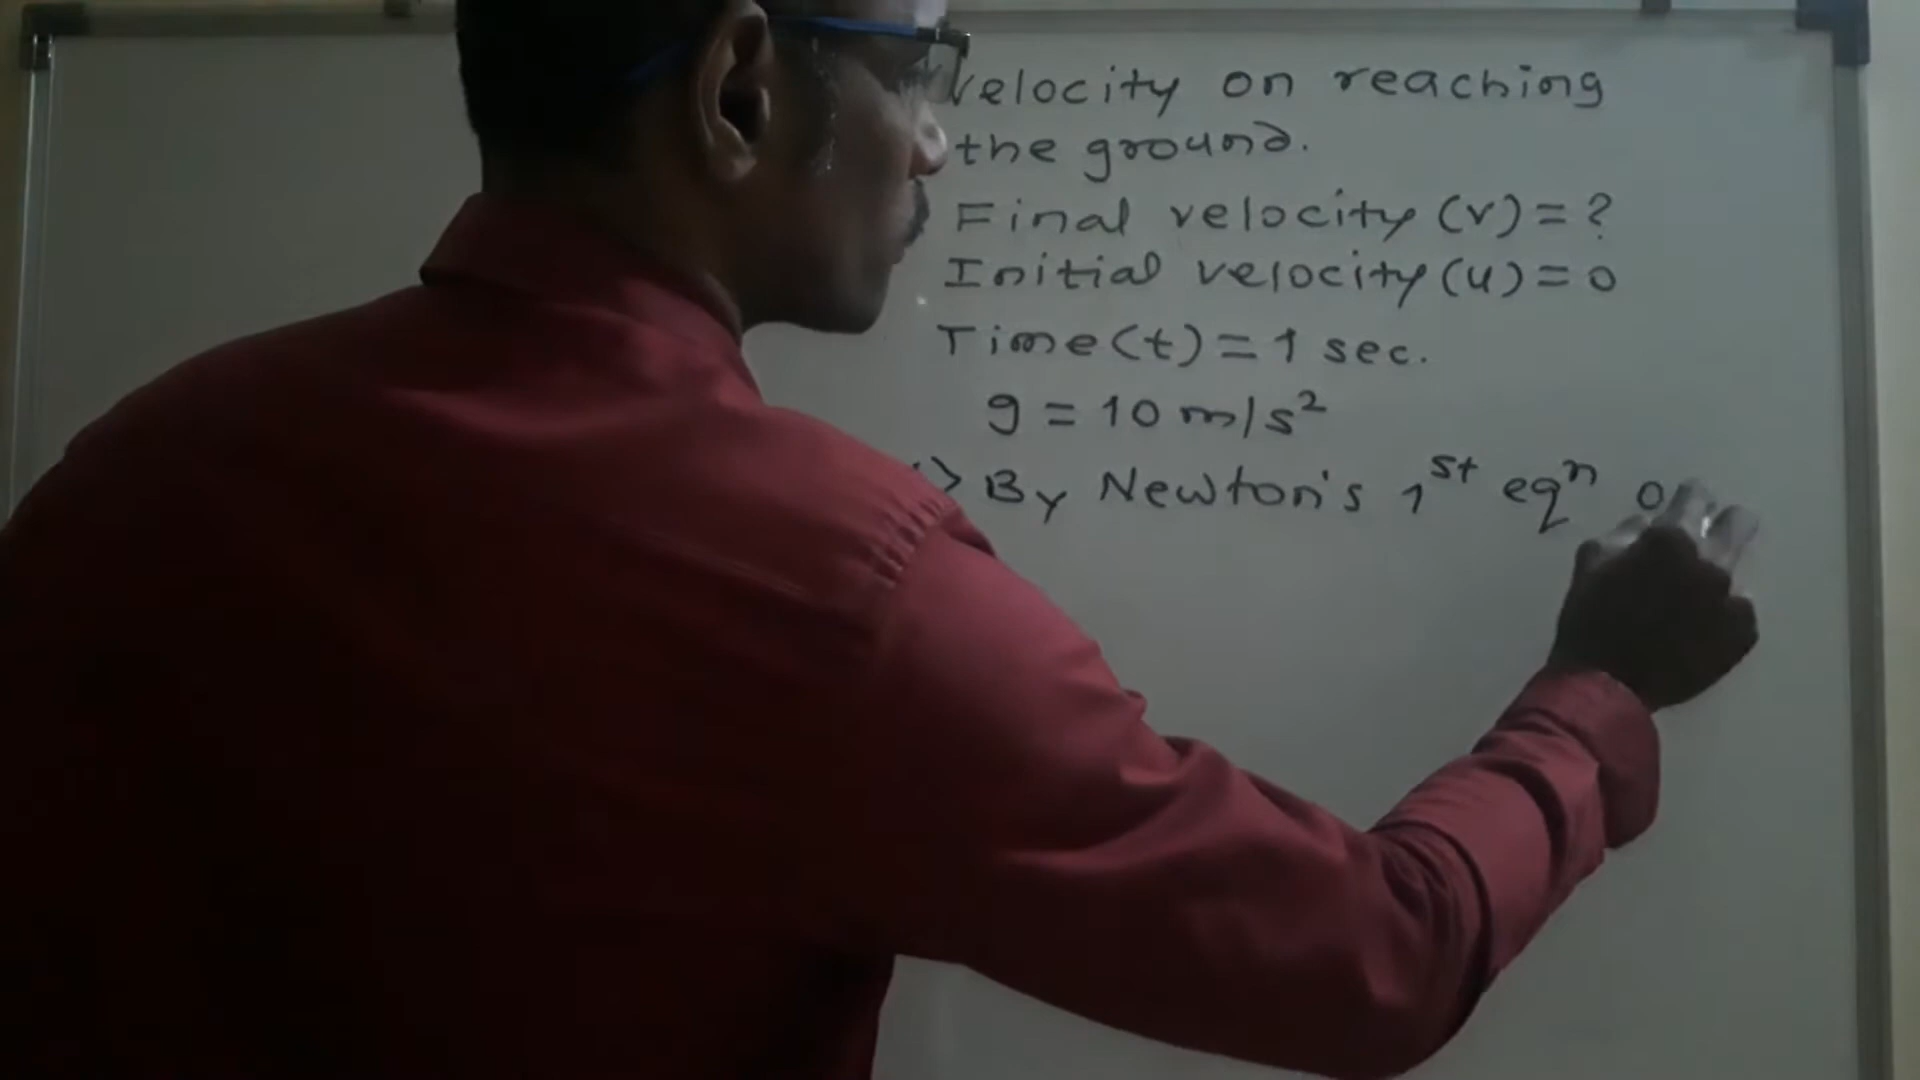 Velocity on reaching
the ground.
Final velocity (v) = ?
Initial velocity (u) = 0
Time (t) = 1 sec.
g = 10 m/s²
> By Newton's 1st eqn